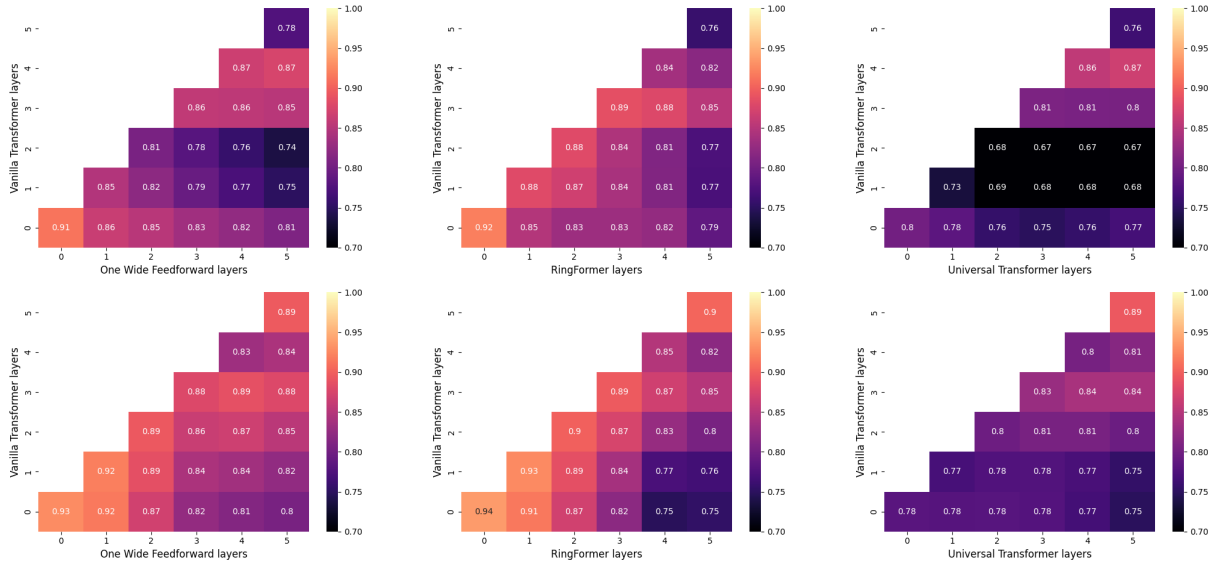 Vanilla Transformer layers
5
4
3
2
1
0
0.78
0.87 0.87
0.86 0.86 0.85
0.81 0.78 0.76 0.74
0.85 0.82 0.79 0.77 0.75
0.91 0.86 0.85 0.83 0.82 0.81
0 1 2 3 4 5
One Wide Feedforward layers
1.00
0.95
0.90
0.85
0.80
0.75
0.70
Vanilla Transformer layers
5
4
3
2
1
0
0.76
0.84 0.82
0.89 0.88 0.85
0.88 0.84 0.81 0.77
0.88 0.87 0.84 0.81 0.77
0.92 0.85 0.83 0.83 0.82 0.79
0 1 2 3 4 5
RingFormer layers
1.00
0.95
0.90
0.85
0.80
0.75
0.70
Vanilla Transformer layers
5
4
3
2
1
0
0.76
0.86 0.87
0.81 0.81 0.8
0.68 0.67 0.67 0.67
0.73 0.69 0.68 0.68 0.68
0.8 0.78 0.76 0.75 0.76 0.77
0 1 2 3 4 5
Universal Transformer layers
1.00
0.95
0.90
0.85
0.80
0.75
0.70
Vanilla Transformer layers
5
4
3
2
1
0
0.89
0.83 0.84
0.88 0.89 0.88
0.89 0.86 0.87 0.85
0.92 0.89 0.84 0.84 0.82
0.93 0.92 0.87 0.82 0.81 0.8
0 1 2 3 4 5
One Wide Feedforward layers
1.00
0.95
0.90
0.85
0.80
0.75
0.70
Vanilla Transformer layers
5
4
3
2
1
0
0.9
0.85 0.82
0.89 0.87 0.85
0.9 0.87 0.83 0.8
0.93 0.89 0.84 0.77 0.76
0.94 0.91 0.87 0.82 0.75 0.75
0 1 2 3 4 5
RingFormer layers
1.00
0.95
0.90
0.85
0.80
0.75
0.70
Vanilla Transformer layers
5
4
3
2
1
0
0.89
0.8 0.81
0.83 0.84 0.84
0.8 0.81 0.81 0.8
0.77 0.78 0.78 0.77 0.75
0.78 0.78 0.78 0.78 0.77 0.75
0 1 2 3 4 5
Universal Transformer layers
1.00
0.95
0.90
0.85
0.80
0.75
0.70